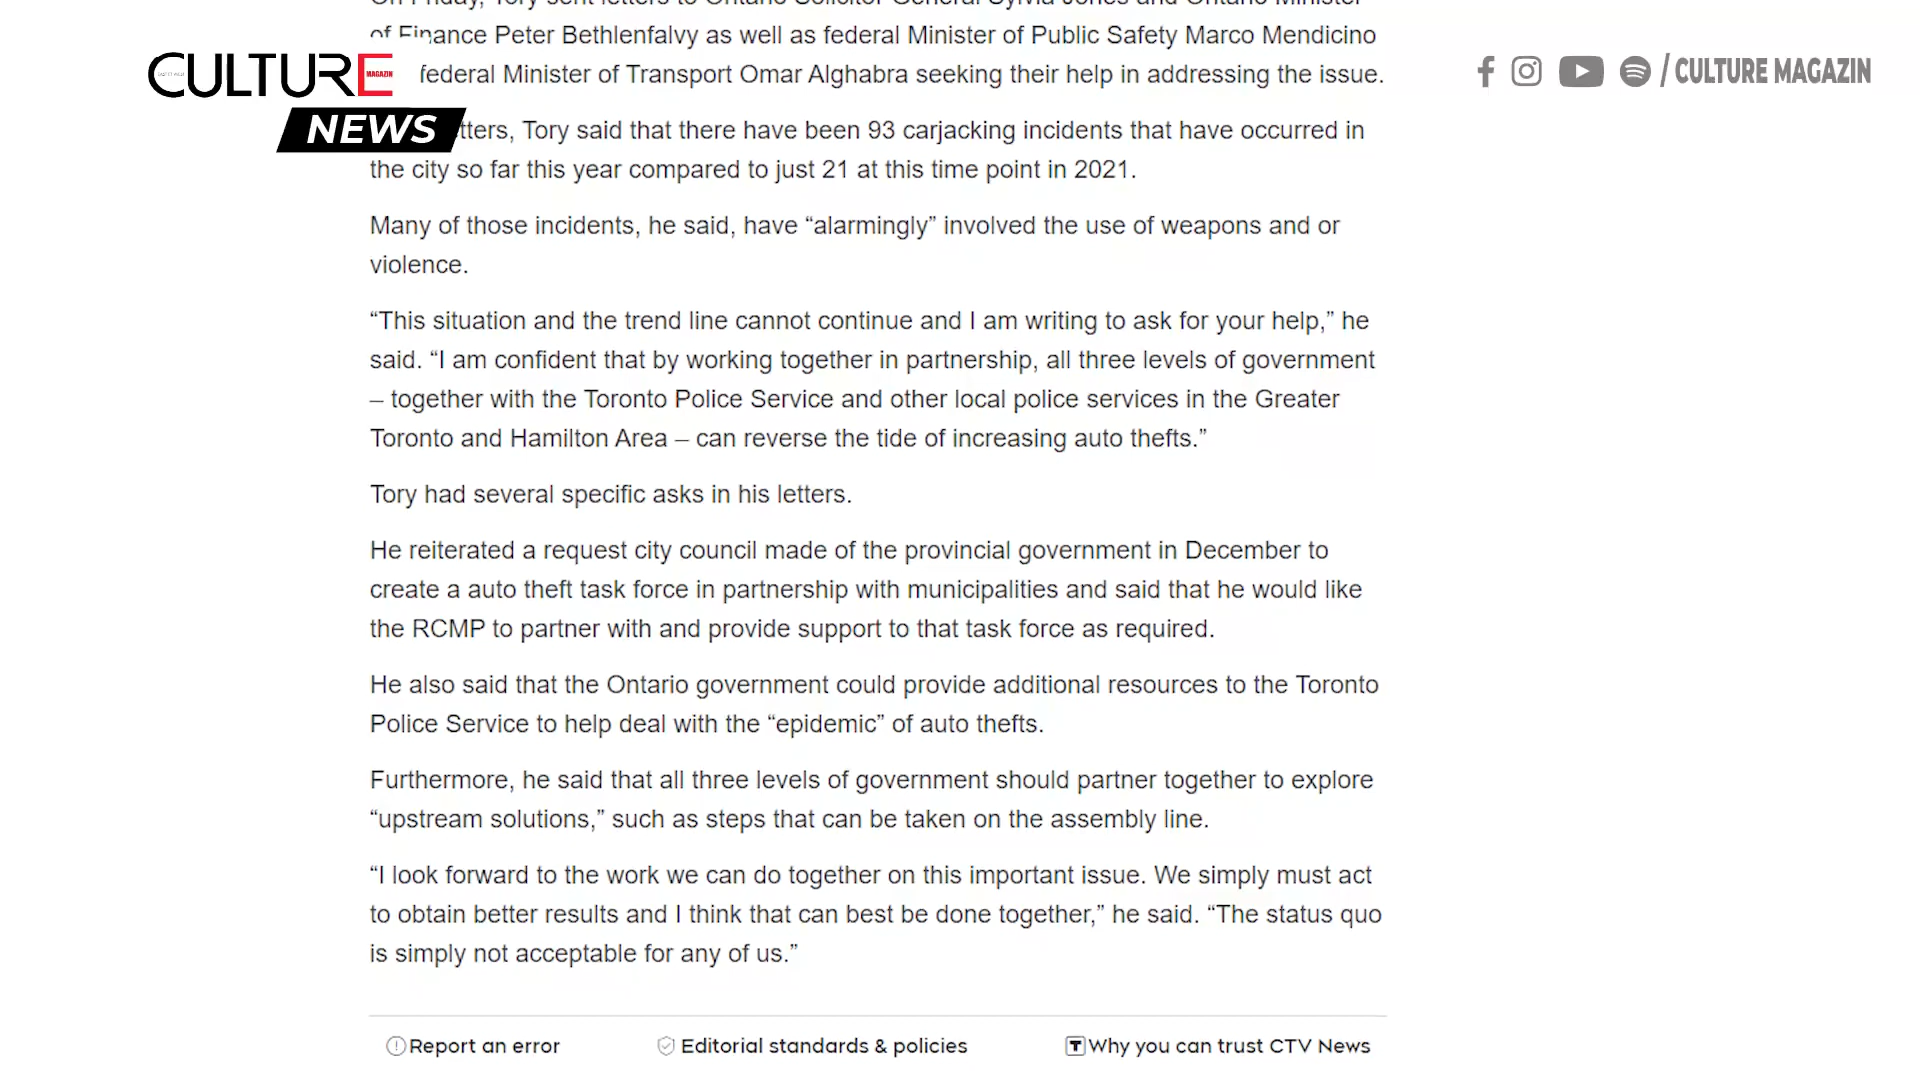 On Friday, Tory sent letters to Ontario Solicitor General Sylvia Jones and Ontario Minister
of Finance Peter Bethlenfalvy as well as federal Minister of Public Safety Marco Mendicino
federal Minister of Transport Omar Alghabra seeking their help in addressing the issue.
CULTURE
MAGAZIN
NEWS
/ CULTURE MAGAZIN
tters, Tory said that there have been 93 carjacking incidents that have occurred in
the city so far this year compared to just 21 at this time point in 2021.
Many of those incidents, he said, have “alarmingly” involved the use of weapons and or
violence.
“This situation and the trend line cannot continue and I am writing to ask for your help,” he
said. “I am confident that by working together in partnership, all three levels of government
– together with the Toronto Police Service and other local police services in the Greater
Toronto and Hamilton Area – can reverse the tide of increasing auto thefts.”
Tory had several specific asks in his letters.
He reiterated a request city council made of the provincial government in December to
create a auto theft task force in partnership with municipalities and said that he would like
the RCMP to partner with and provide support to that task force as required.
He also said that the Ontario government could provide additional resources to the Toronto
Police Service to help deal with the “epidemic” of auto thefts.
Furthermore, he said that all three levels of government should partner together to explore
“upstream solutions,” such as steps that can be taken on the assembly line.
“I look forward to the work we can do together on this important issue. We simply must act
to obtain better results and I think that can best be done together,” he said. “The status quo
is simply not acceptable for any of us.”
Report an error
Editorial standards & policies
Why you can trust CTV News